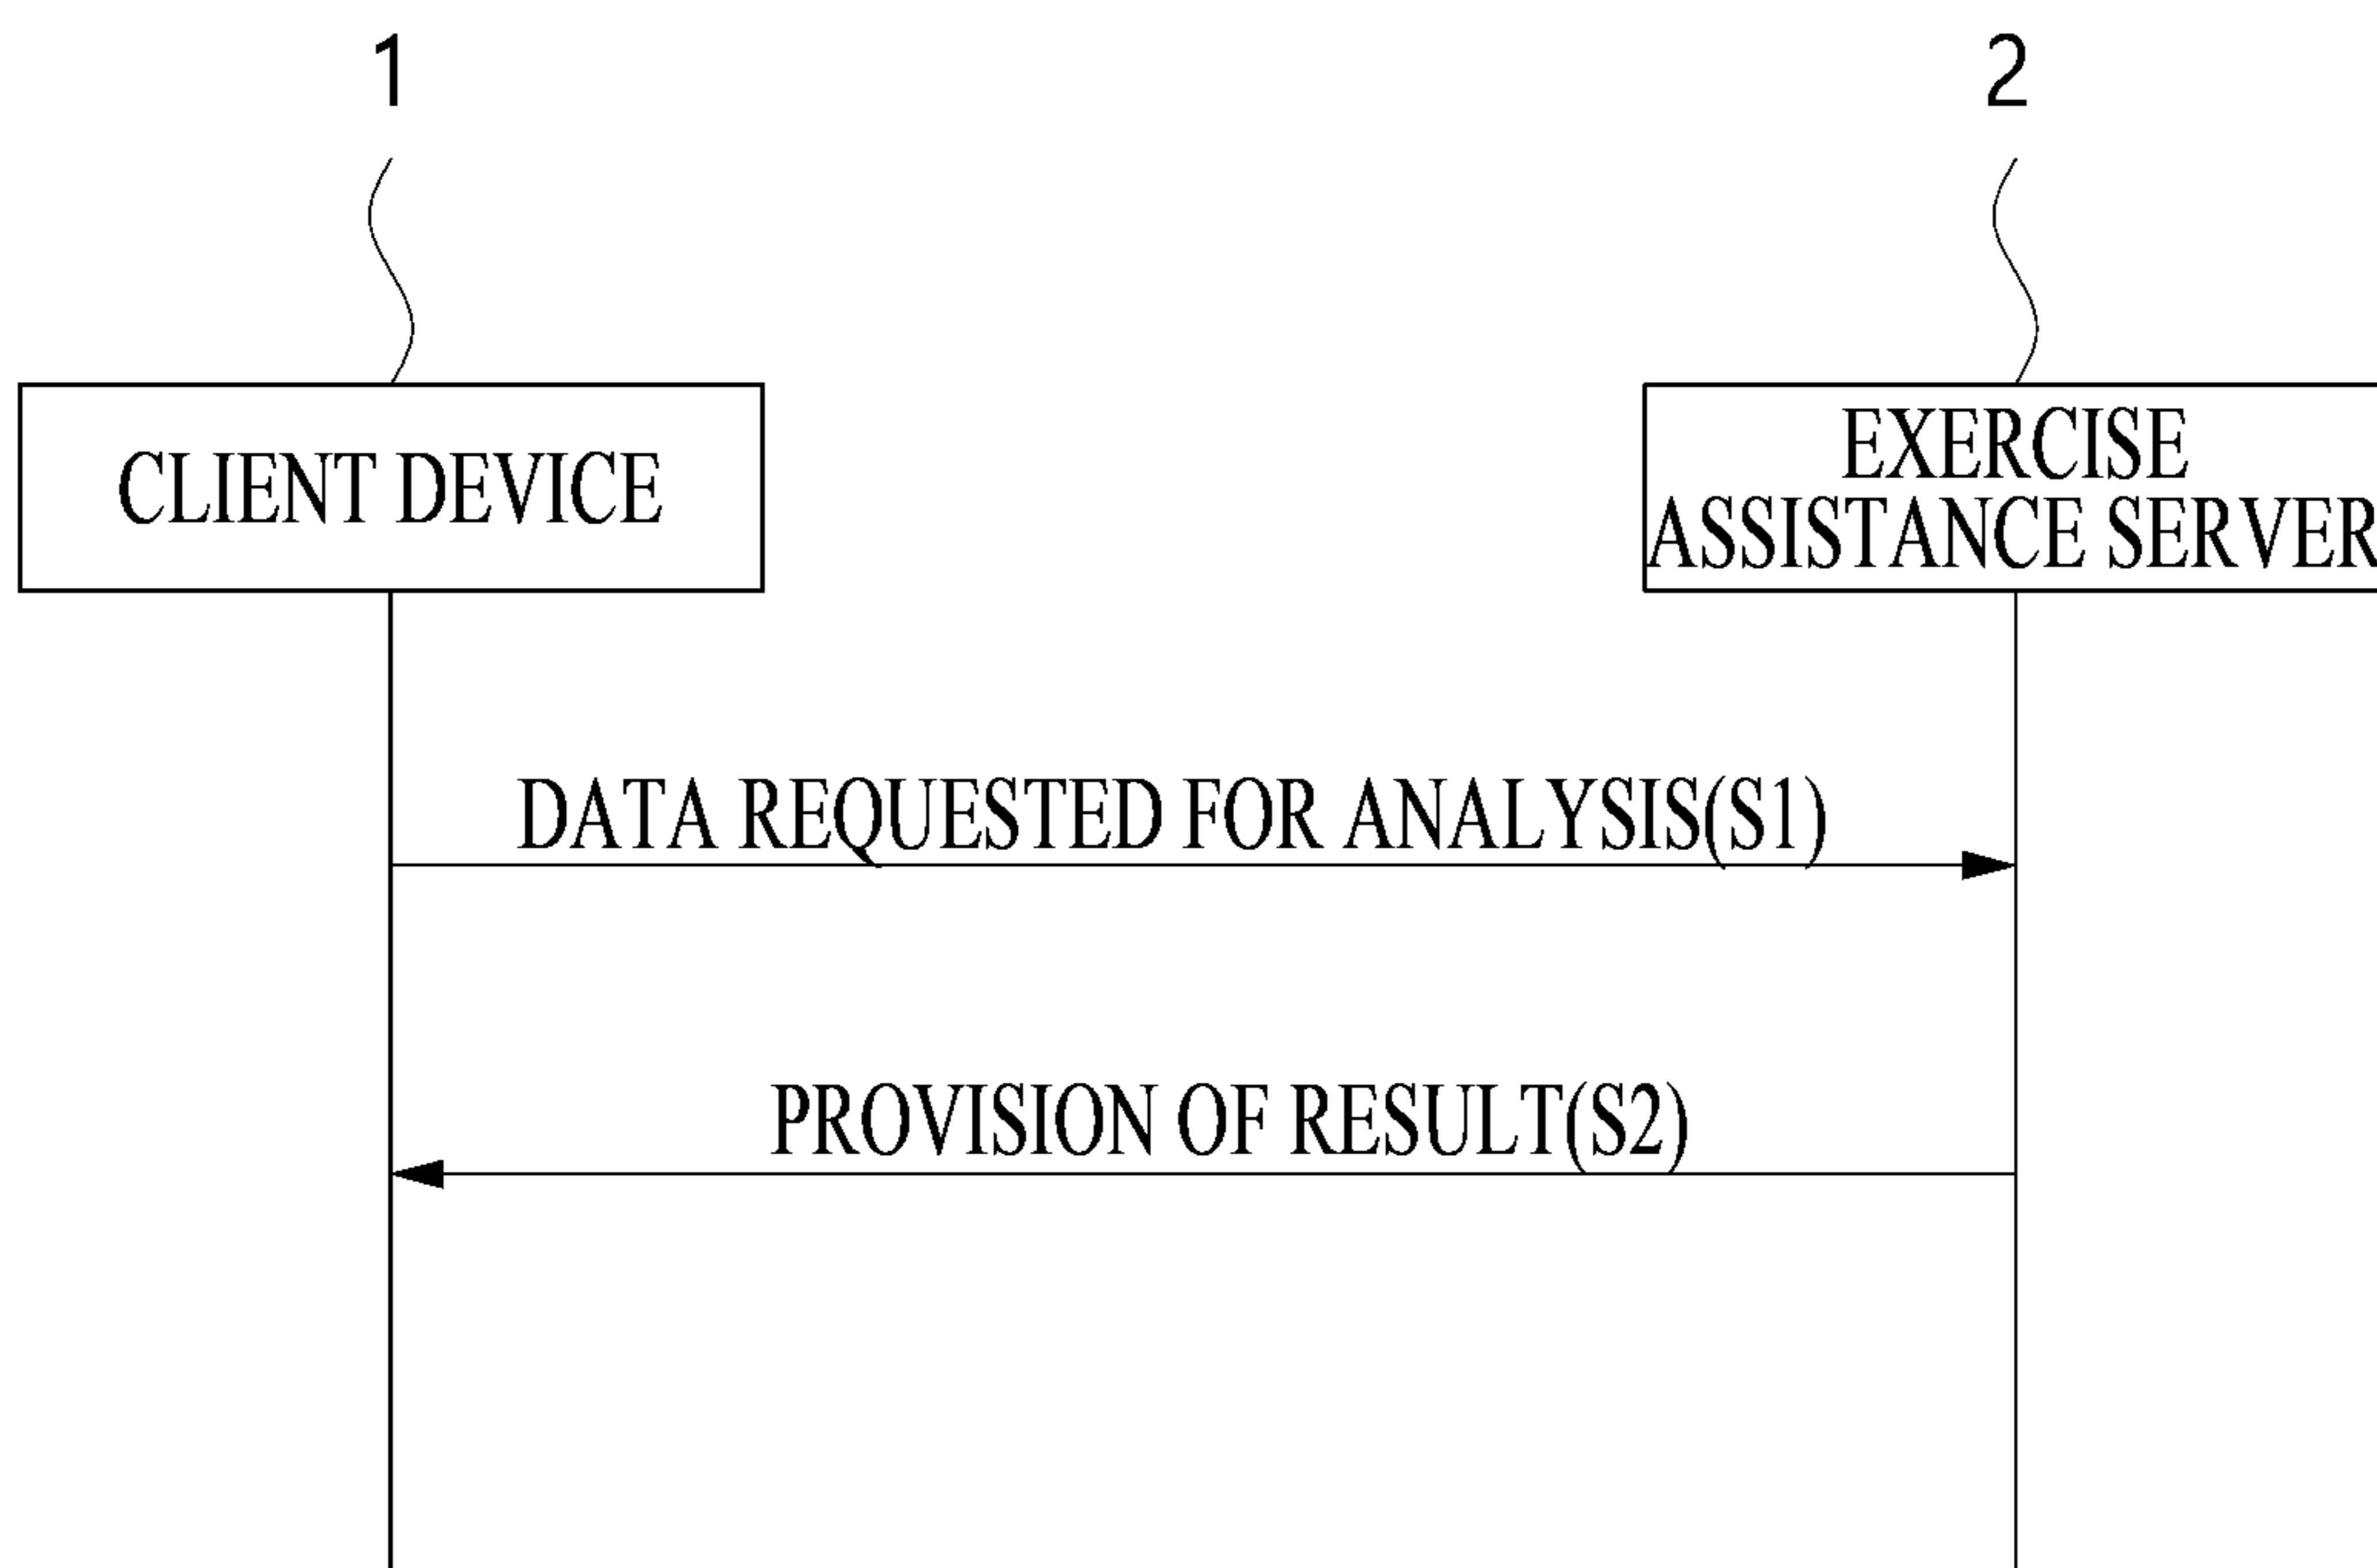 1
2
CLIENT DEVICE
EXERCISE
ASSISTANCE SERVER
DATA REQUESTED FOR ANALYSIS(S1)
PROVISION OF RESULT(S2)